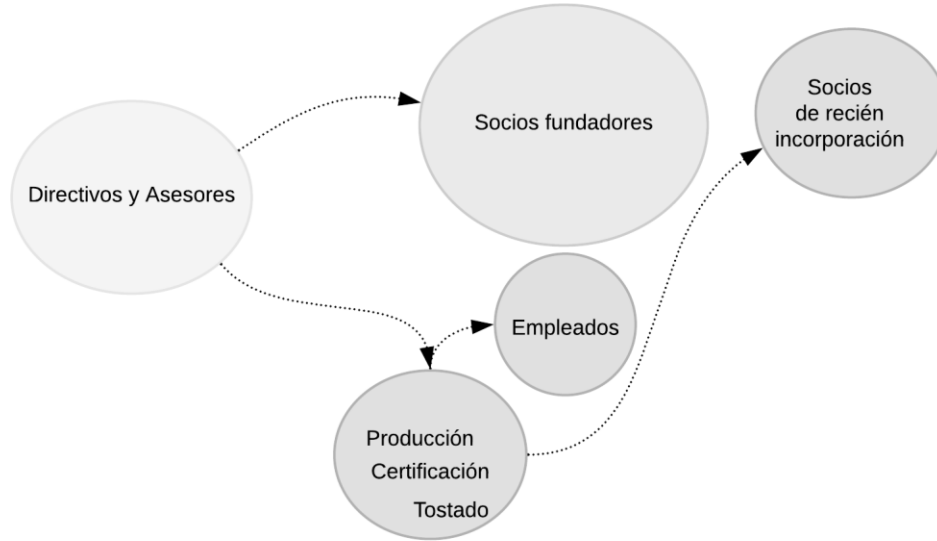 Directivos y Asesores
Socios fundadores
Socios
de recién
incorporación
Empleados
Producción
Certificación
Tostado